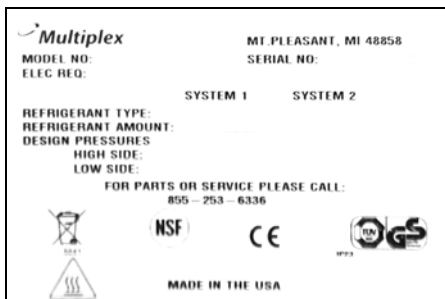 Multiplex
MT.PLEASANT, MI 48858
MODEL NO:
SERIAL NO:
ELEC REQ:
SYSTEM 1 SYSTEM 2
REFRIGERANT TYPE:
REFRIGERANT AMOUNT:
DESIGN PRESSURES
HIGH SIDE:
LOW SIDE:
FOR PARTS OR SERVICE PLEASE CALL:
855-253-6336
NSF
CE
TUV
GS
MADE IN THE USA